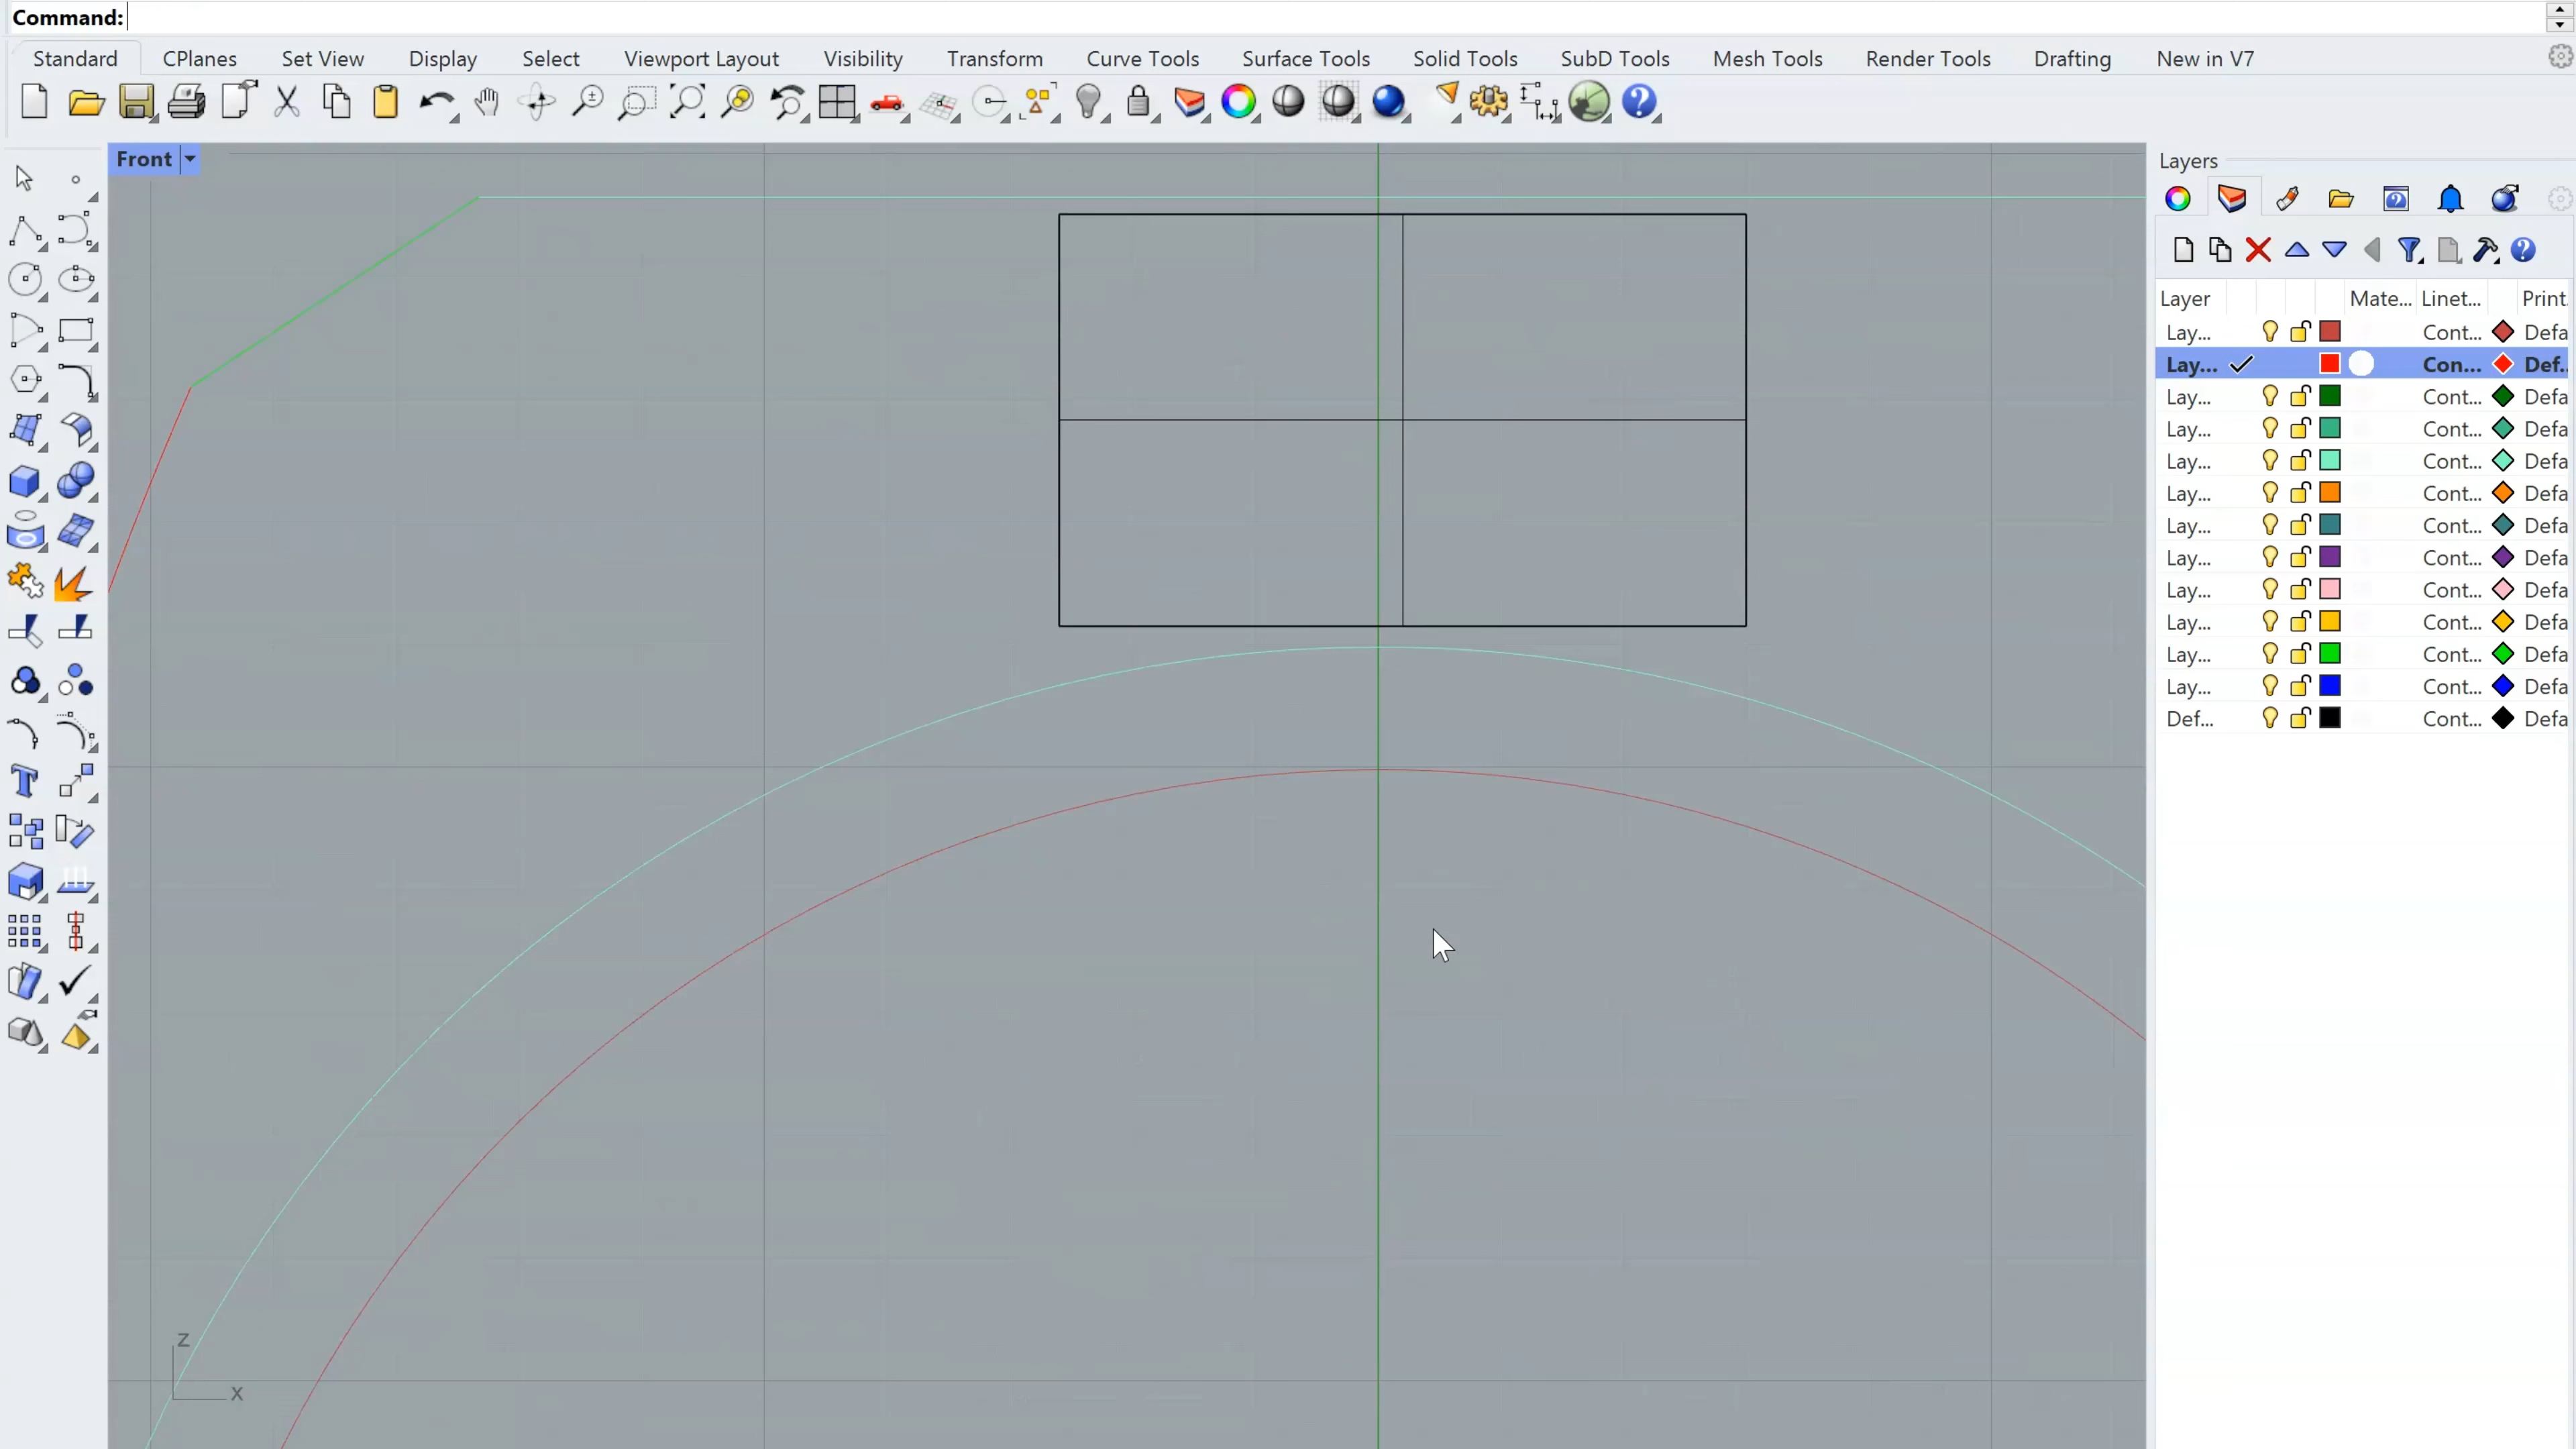 Command:
Standard CPlanes Set View Display Select Viewport Layout Visibility Transform Curve Tools Surface Tools Solid Tools SubD Tools Mesh Tools Render Tools Drafting New in V7
Front
Layers
Layer Mate... Linet... Print
Lay... Cont... Defa
Lay... Con... Def..
Lay... Cont... Defa
Lay... Cont... Defa
Lay... Cont... Defa
Lay... Cont... Defa
Lay... Cont... Defa
Lay... Cont... Defa
Lay... Cont... Defa
Lay... Cont... Defa
Lay... Cont... Defa
Lay... Cont... Defa
Def... Cont... Defa
z
x